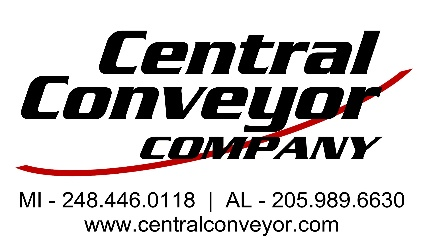 Central
Conveyor
COMPANY
MI - 248.446.0118 | AL - 205.989.6630
www.centralconveyor.com